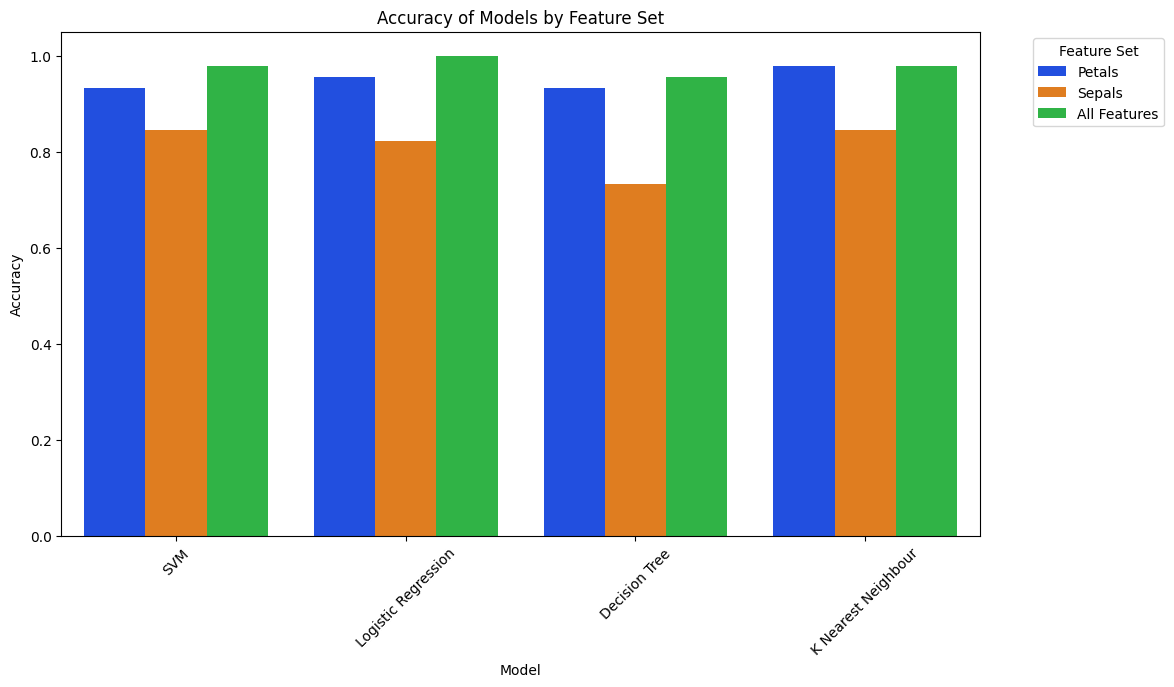 Accuracy of Models by Feature Set
Feature Set
Petals
Sepals
All Features
Accuracy
1.0
0.8
0.6
0.4
0.2
0.0
SVM
Logistic Regression
Decision Tree
K Nearest Neighbour
Model